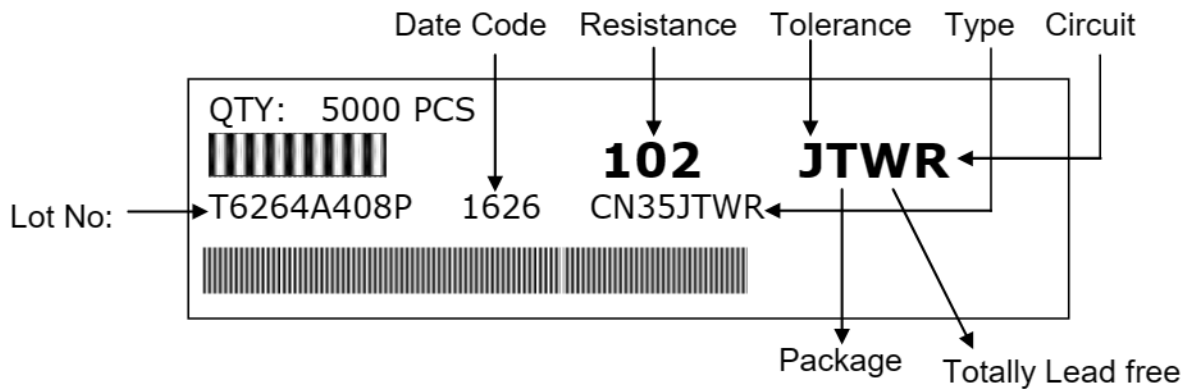 Date Code Resistance Tolerance Type Circuit
QTY: 5000 PCS
102 JTWR
Lot No: T6264A408P 1626 CN35JTWR
Package Totally Lead free